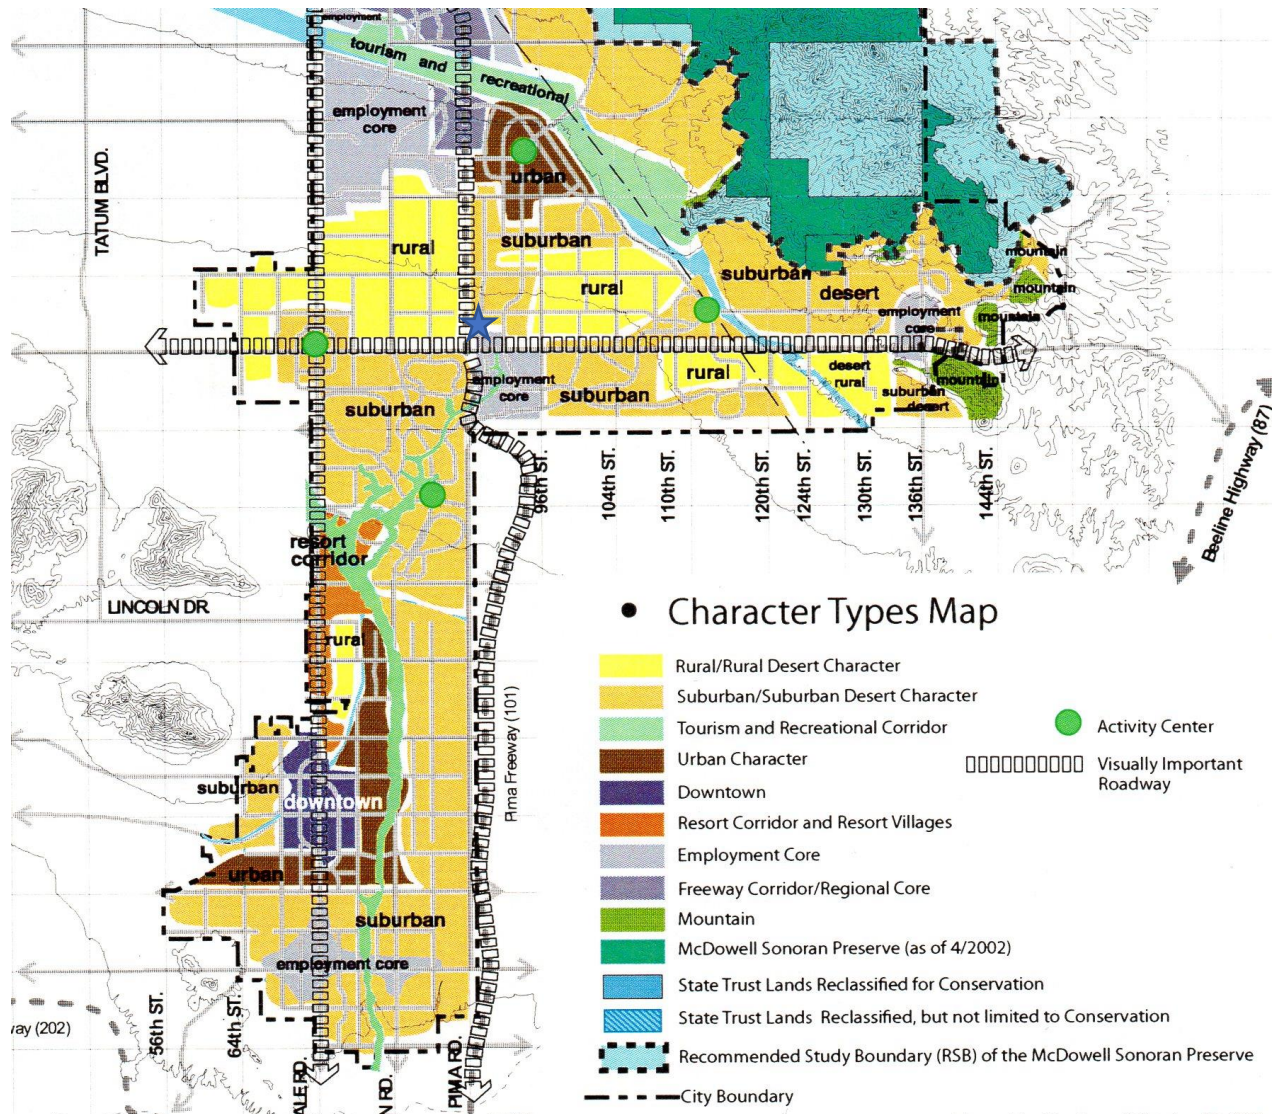 employment
tourism and recreational
employment
core
urban
TATUM BLVD.
rural
suburban
suburban
rural
desert
mountain
mountain
employment
core
mountain
employment
core
rural
desert
rural
mountain
suburban
suburban
suburban
desert
96th ST.
104th ST.
110th ST.
120th ST.
124th ST.
130th ST.
136th ST.
144th ST.
Beeline Highway (87)
resort
corridor
LINCOLN DR.
rural
Pima Freeway (101)
suburban
downtown
urban
suburban
employment core
way (202)
56th ST.
64th ST.
ALE RD.
N RD.
PIMA RD.
• Character Types Map
Rural/Rural Desert Character
Suburban/Suburban Desert Character
Tourism and Recreational Corridor
Urban Character
Downtown
Resort Corridor and Resort Villages
Employment Core
Freeway Corridor/Regional Core
Mountain
McDowell Sonoran Preserve (as of 4/2002)
State Trust Lands Reclassified for Conservation
State Trust Lands Reclassified, but not limited to Conservation
Recommended Study Boundary (RSB) of the McDowell Sonoran Preserve
City Boundary
Activity Center
Visually Important
Roadway